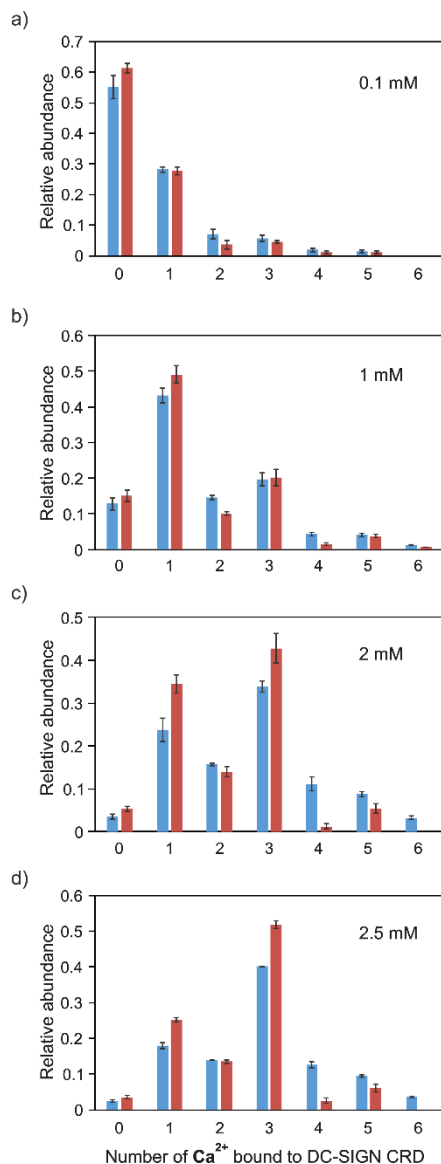 a)
0.7
0.6
0.5
0.4
0.3
0.2
0.1
0
Relative abundance
0.1 mM
0 1 2 3 4 5 6
b)
0.6
0.5
0.4
0.3
0.2
0.1
0
Relative abundance
1 mM
0 1 2 3 4 5 6
c)
0.5
0.4
0.3
0.2
0.1
0
Relative abundance
2 mM
0 1 2 3 4 5 6
d)
0.6
0.5
0.4
0.3
0.2
0.1
0
Relative abundance
2.5 mM
0 1 2 3 4 5 6
Number of Ca²⁺ bound to DC-SIGN CRD